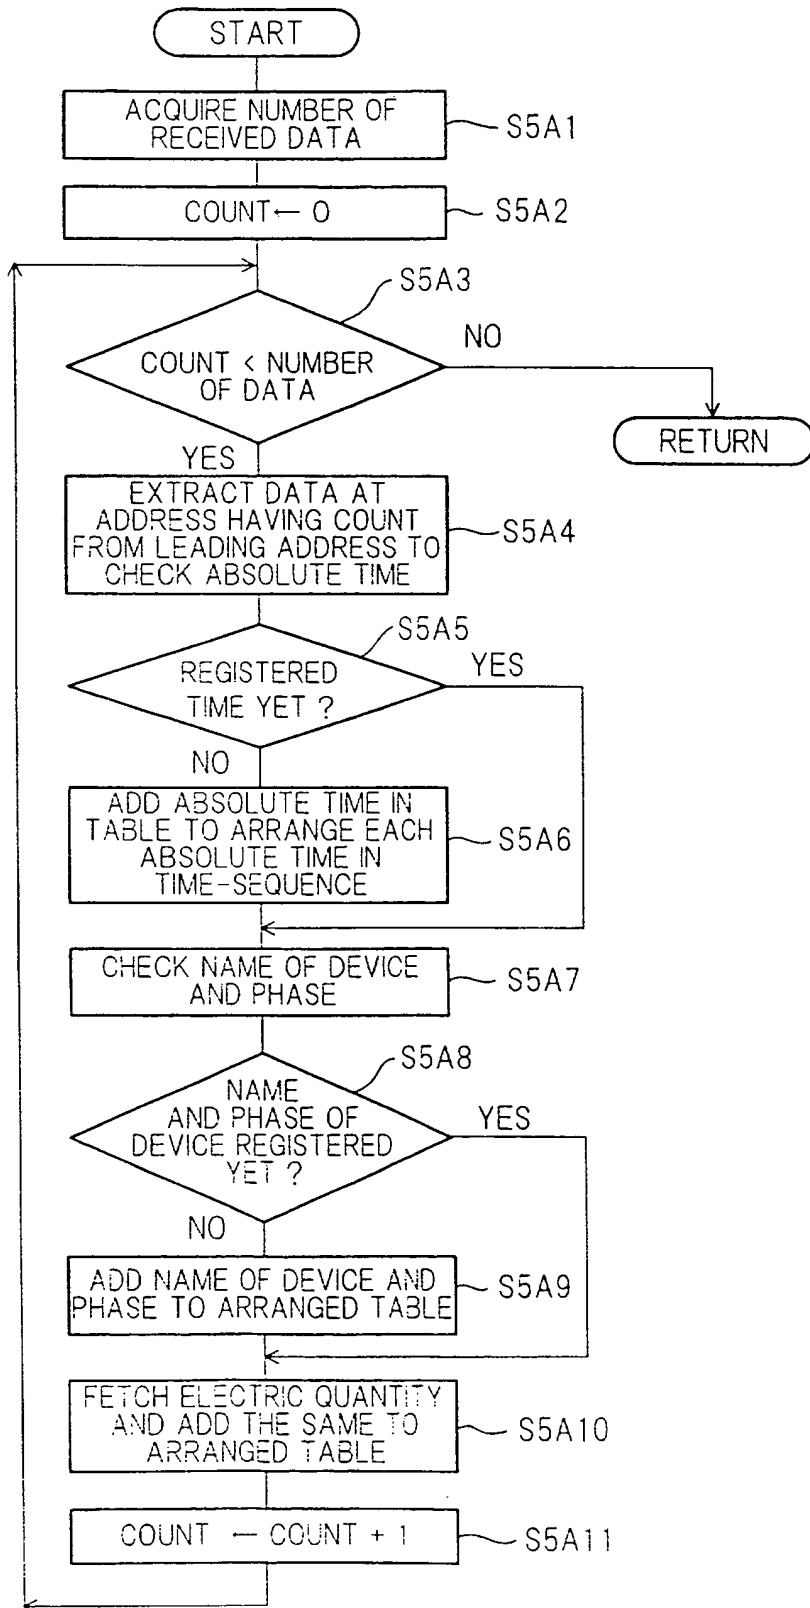 START
ACQUIRE NUMBER OF
RECEIVED DATA
S5A1
COUNT ← 0
S5A2
S5A3
COUNT < NUMBER
OF DATA
NO
RETURN
YES
EXTRACT DATA AT
ADDRESS HAVING COUNT
FROM LEADING ADDRESS TO
CHECK ABSOLUTE TIME
S5A4
S5A5
REGISTERED
TIME YET ?
YES
NO
ADD ABSOLUTE TIME IN
TABLE TO ARRANGE EACH
ABSOLUTE TIME IN
TIME-SEQUENCE
S5A6
CHECK NAME OF DEVICE
AND PHASE
S5A7
S5A8
NAME
AND PHASE OF
DEVICE REGISTERED
YET ?
YES
NO
ADD NAME OF DEVICE AND
PHASE TO ARRANGED TABLE
S5A9
FETCH ELECTRIC QUANTITY
AND ADD THE SAME TO
ARRANGED TABLE
S5A10
COUNT ← COUNT + 1
S5A11